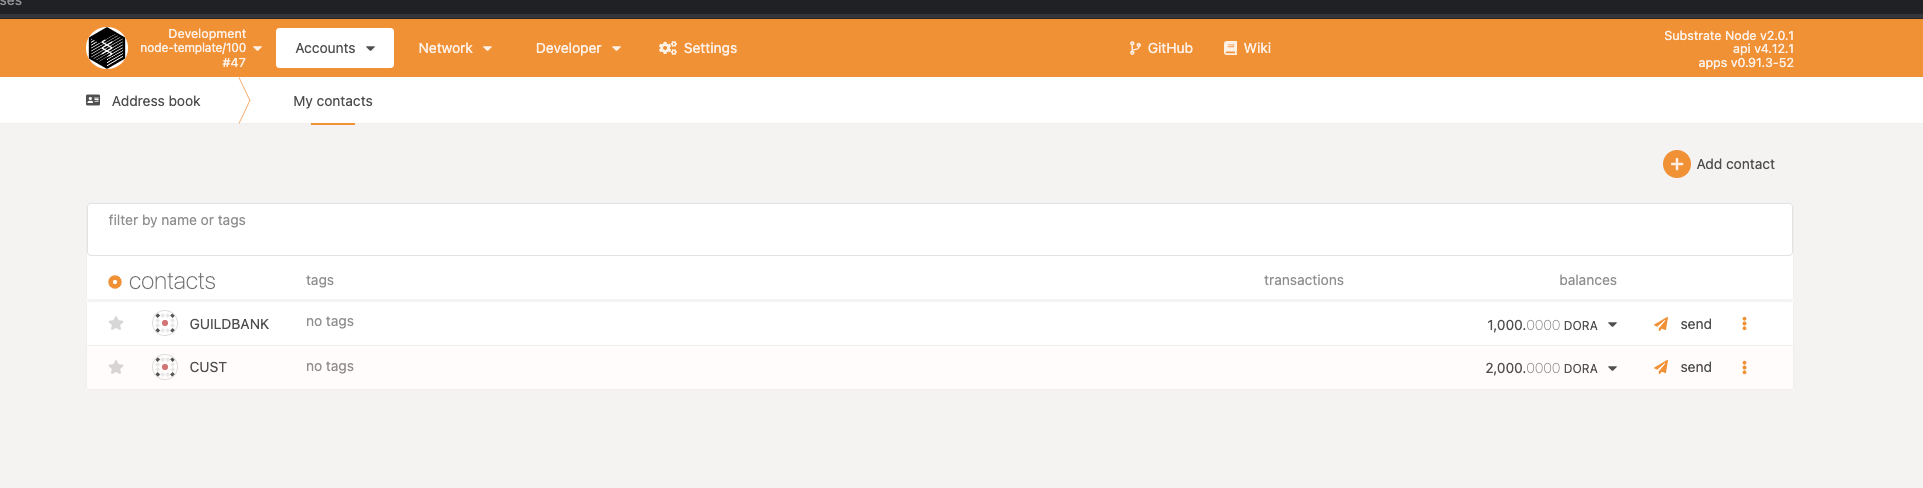 Development
node-template/100
#47
Accounts
Network
Developer
Settings
GitHub
Wiki
Substrate Node v2.0.1
api v4.12.1
apps v0.91.3-52
Address book
My contacts
Add contact
filter by name or tags
contacts tags transactions balances
GUILDBANK no tags 1,000.0000 DORA send
CUST no tags 2,000.0000 DORA send